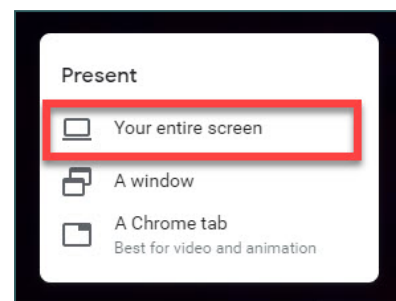 Present
Your entire screen
A window
A Chrome tab
Best for video and animation